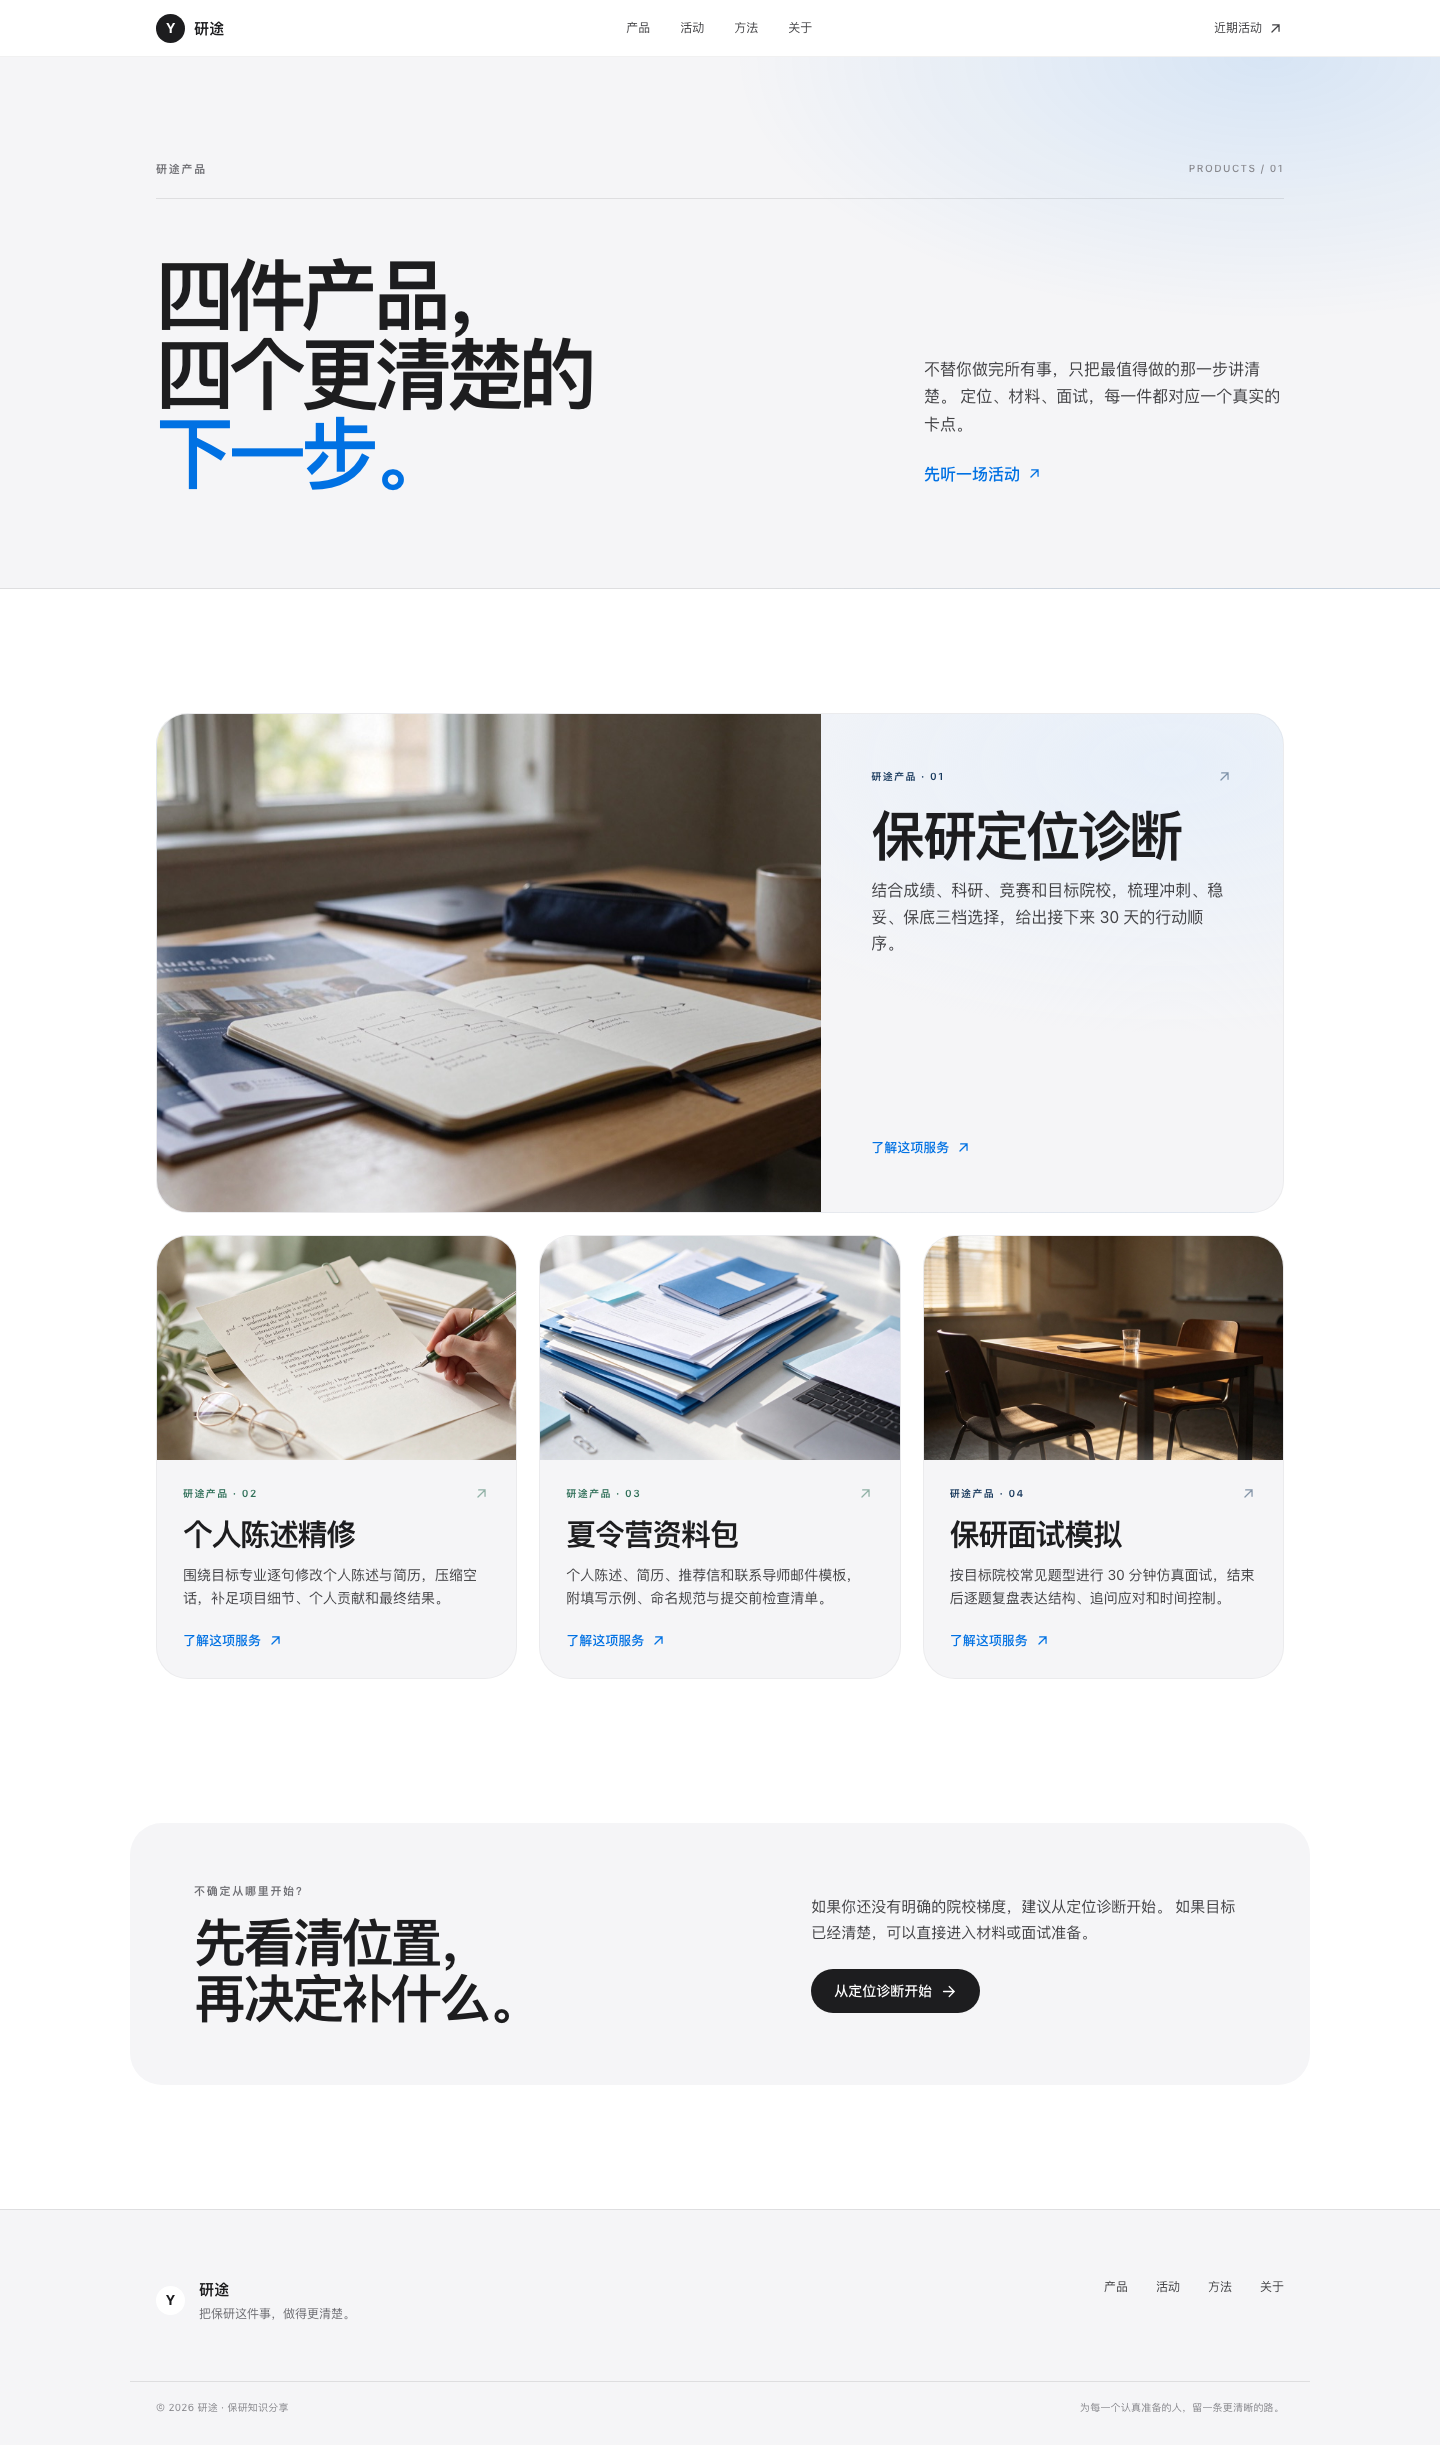 Y 研途
产品 活动 方法 关于
近期活动
研途产品
PRODUCTS / 01
四件产品，
四个更清楚的
下一步。
不替你做完所有事，只把最值得做的那一步讲清
楚。 定位、材料、面试，每一件都对应一个真实的
卡点。
先听一场活动
研途产品 · 01
保研定位诊断
结合成绩、科研、竞赛和目标院校，梳理冲刺、稳
妥、保底三档选择，给出接下来 30 天的行动顺
序。
了解这项服务
研途产品 · 02
个人陈述精修
围绕目标专业逐句修改个人陈述与简历，压缩空
话，补足项目细节、个人贡献和最终结果。
了解这项服务
研途产品 · 03
夏令营资料包
个人陈述、简历、推荐信和联系导师邮件模板，
附填写示例、命名规范与提交前检查清单。
了解这项服务
研途产品 · 04
保研面试模拟
按目标院校常见题型进行 30 分钟仿真面试，结束
后逐题复盘表达结构、追问应对和时间控制。
了解这项服务
不确定从哪里开始?
先看清位置，
再决定补什么。
如果你还没有明确的院校梯度，建议从定位诊断开始。 如果目标
已经清楚，可以直接进入材料或面试准备。
从定位诊断开始
Y 研途
把保研这件事，做得更清楚。
产品 活动 方法 关于
© 2026 研途 · 保研知识分享
为每一个认真准备的人，留一条更清晰的路。